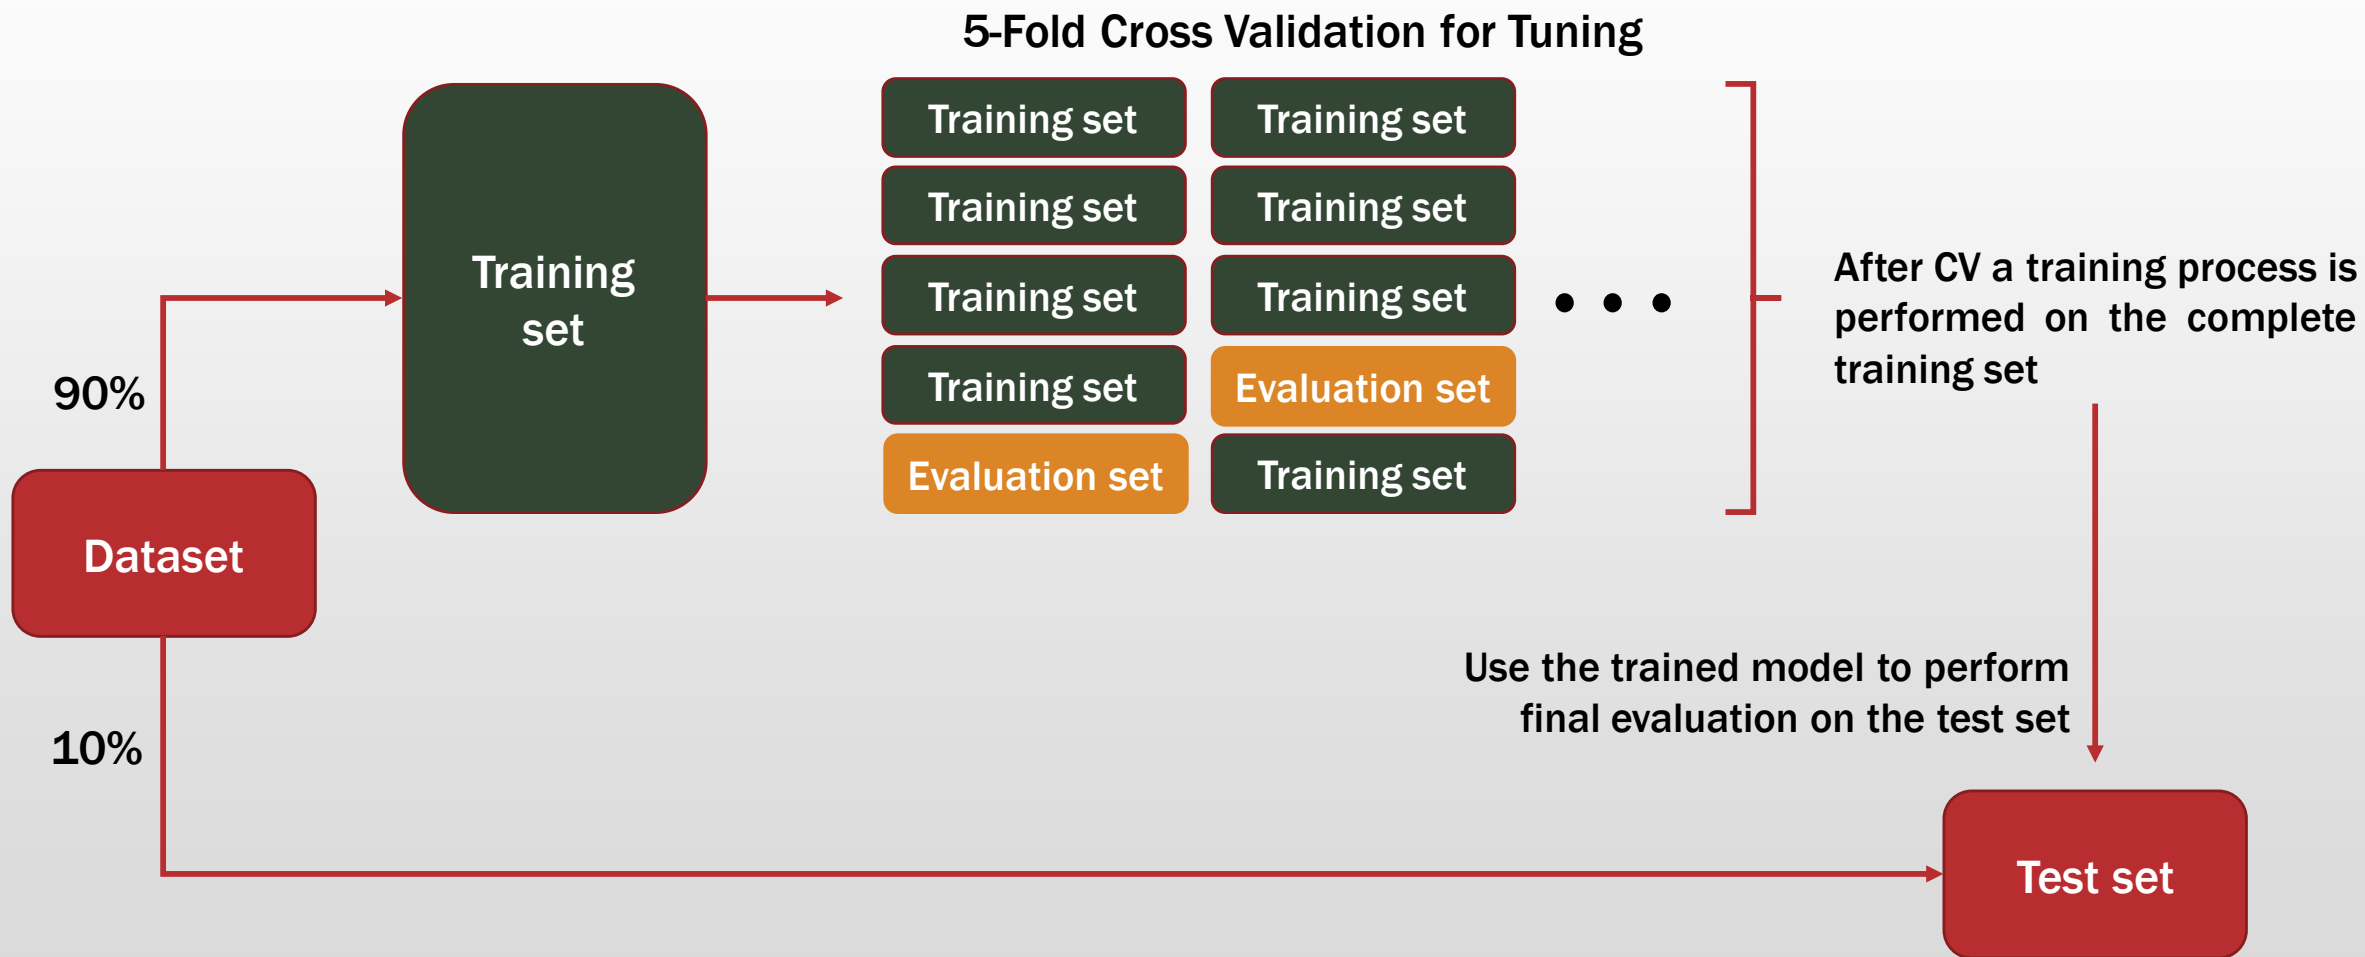 5-Fold Cross Validation for Tuning
Training set
Training set
Training set
Training set
Training
set
Training set
Training set
Training set
Evaluation set
Evaluation set
Training set
After CV a training process is
performed on the complete
training set
90%
Dataset
10%
Use the trained model to perform
final evaluation on the test set
Test set